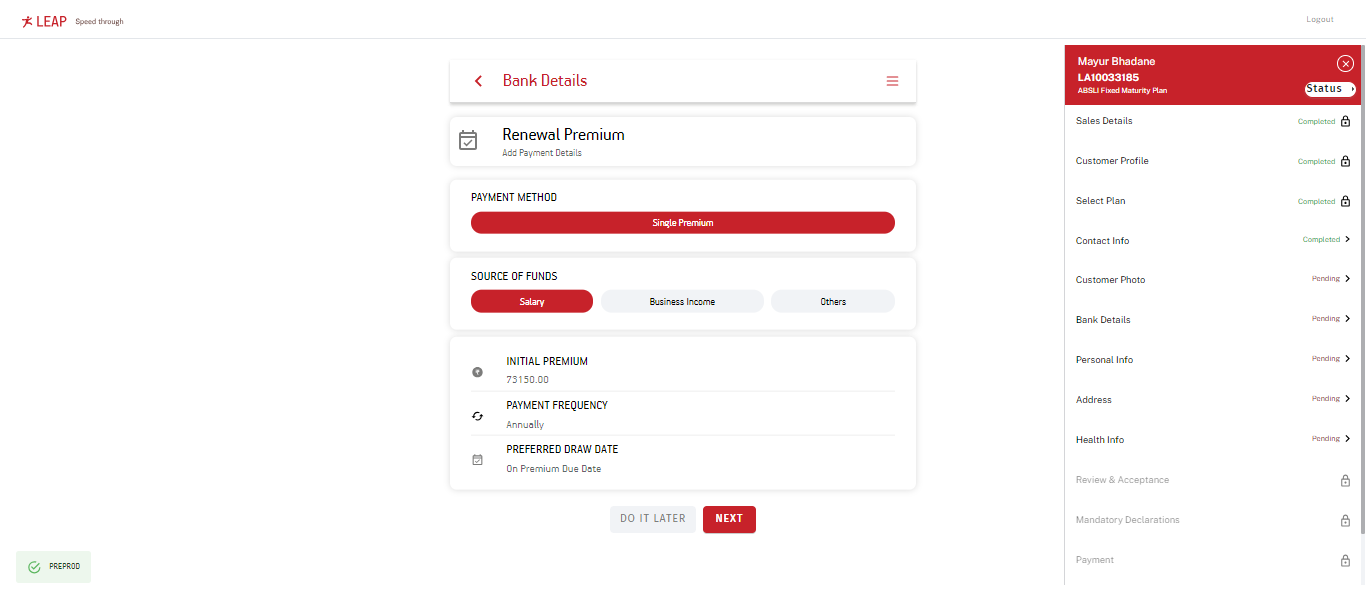 LEAP Speed through
Logout
Bank Details
Renewal Premium
Add Payment Details
PAYMENT METHOD
Single Premium
SOURCE OF FUNDS
Salary Business Income Others
INITIAL PREMIUM
73150.00
PAYMENT FREQUENCY
Annually
PREFERRED DRAW DATE
On Premium Due Date
DO IT LATER NEXT
PREPROD
Mayur Bhadane
LA10033185
ABSLI Fixed Maturity Plan
Status
Sales Details Completed
Customer Profile Completed
Select Plan Completed
Contact Info Completed
Customer Photo Pending
Bank Details Pending
Personal Info Pending
Address Pending
Health Info Pending
Review & Acceptance
Mandatory Declarations
Payment